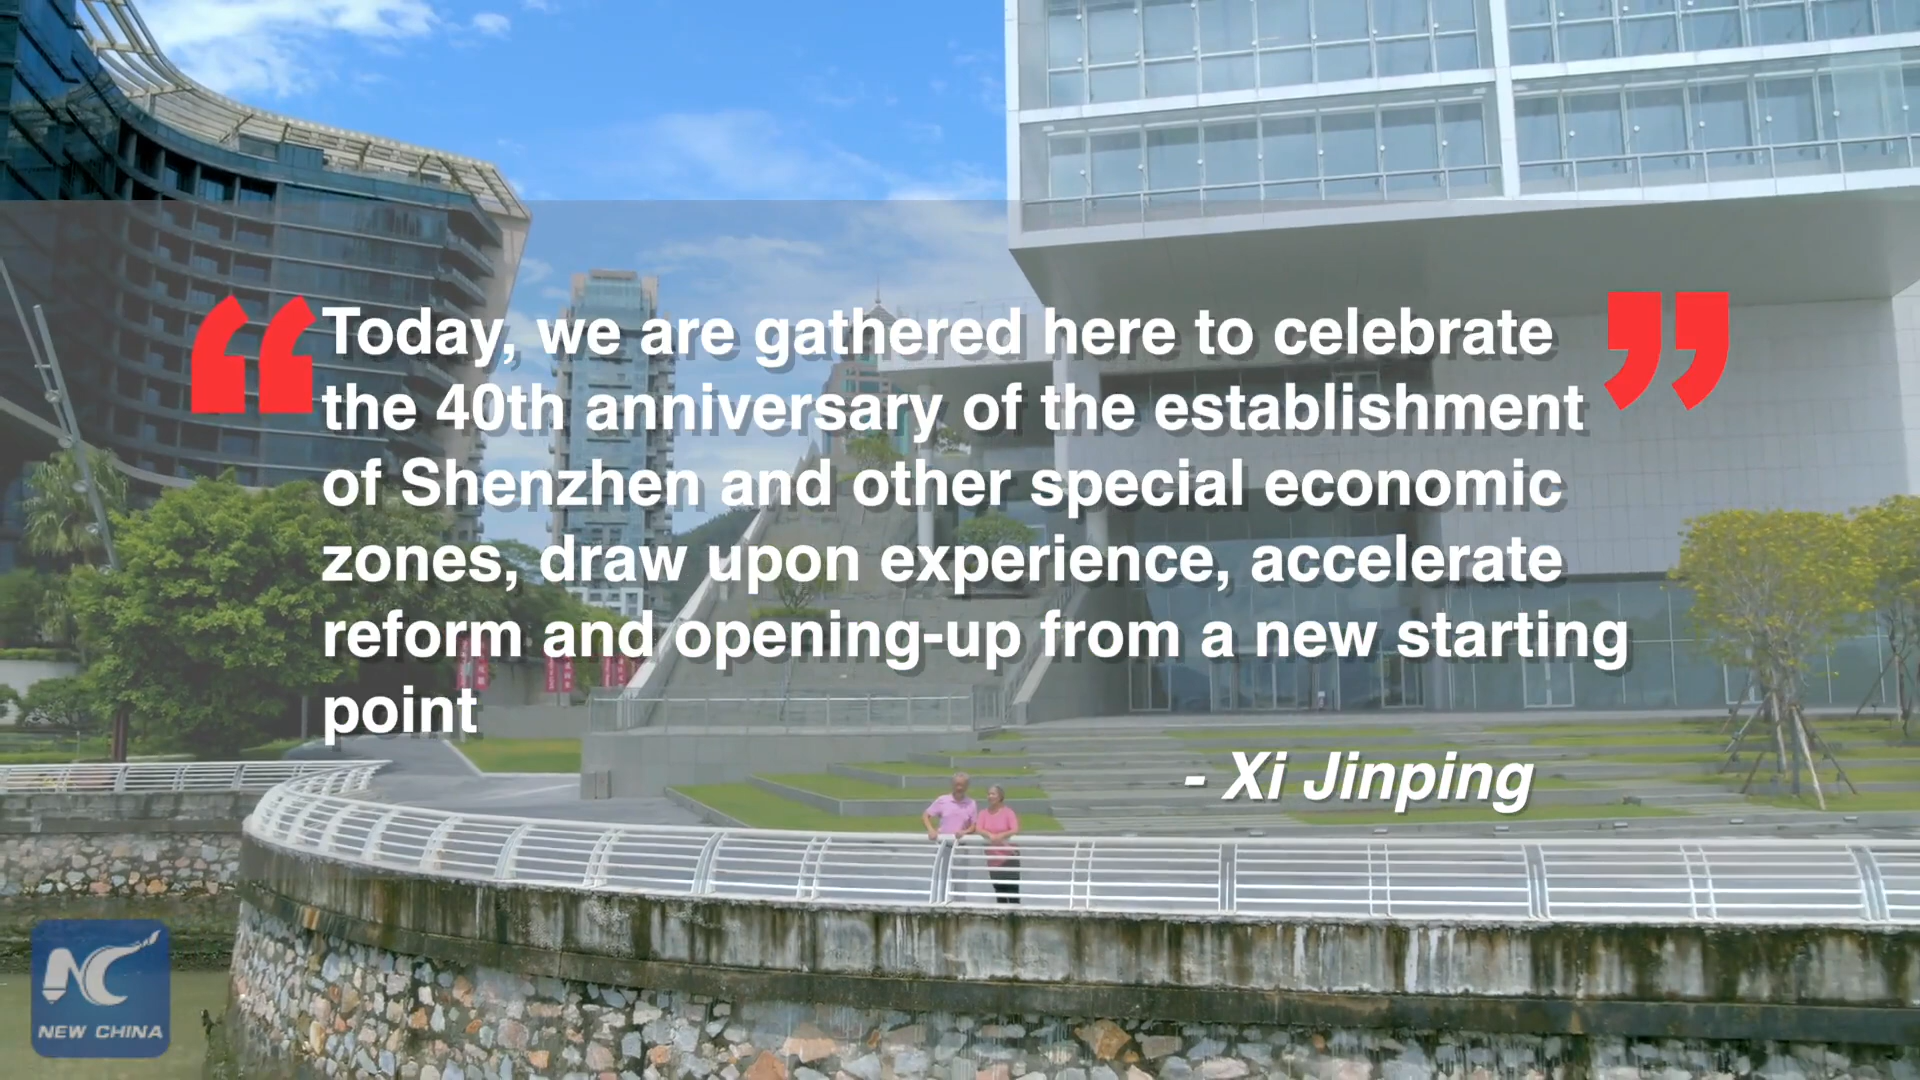 “Today, we are gathered here to celebrate ”
the 40th anniversary of the establishment
of Shenzhen and other special economic
zones, draw upon experience, accelerate
reform and opening-up from a new starting
point
- Xi Jinping
NC
NEW CHINA